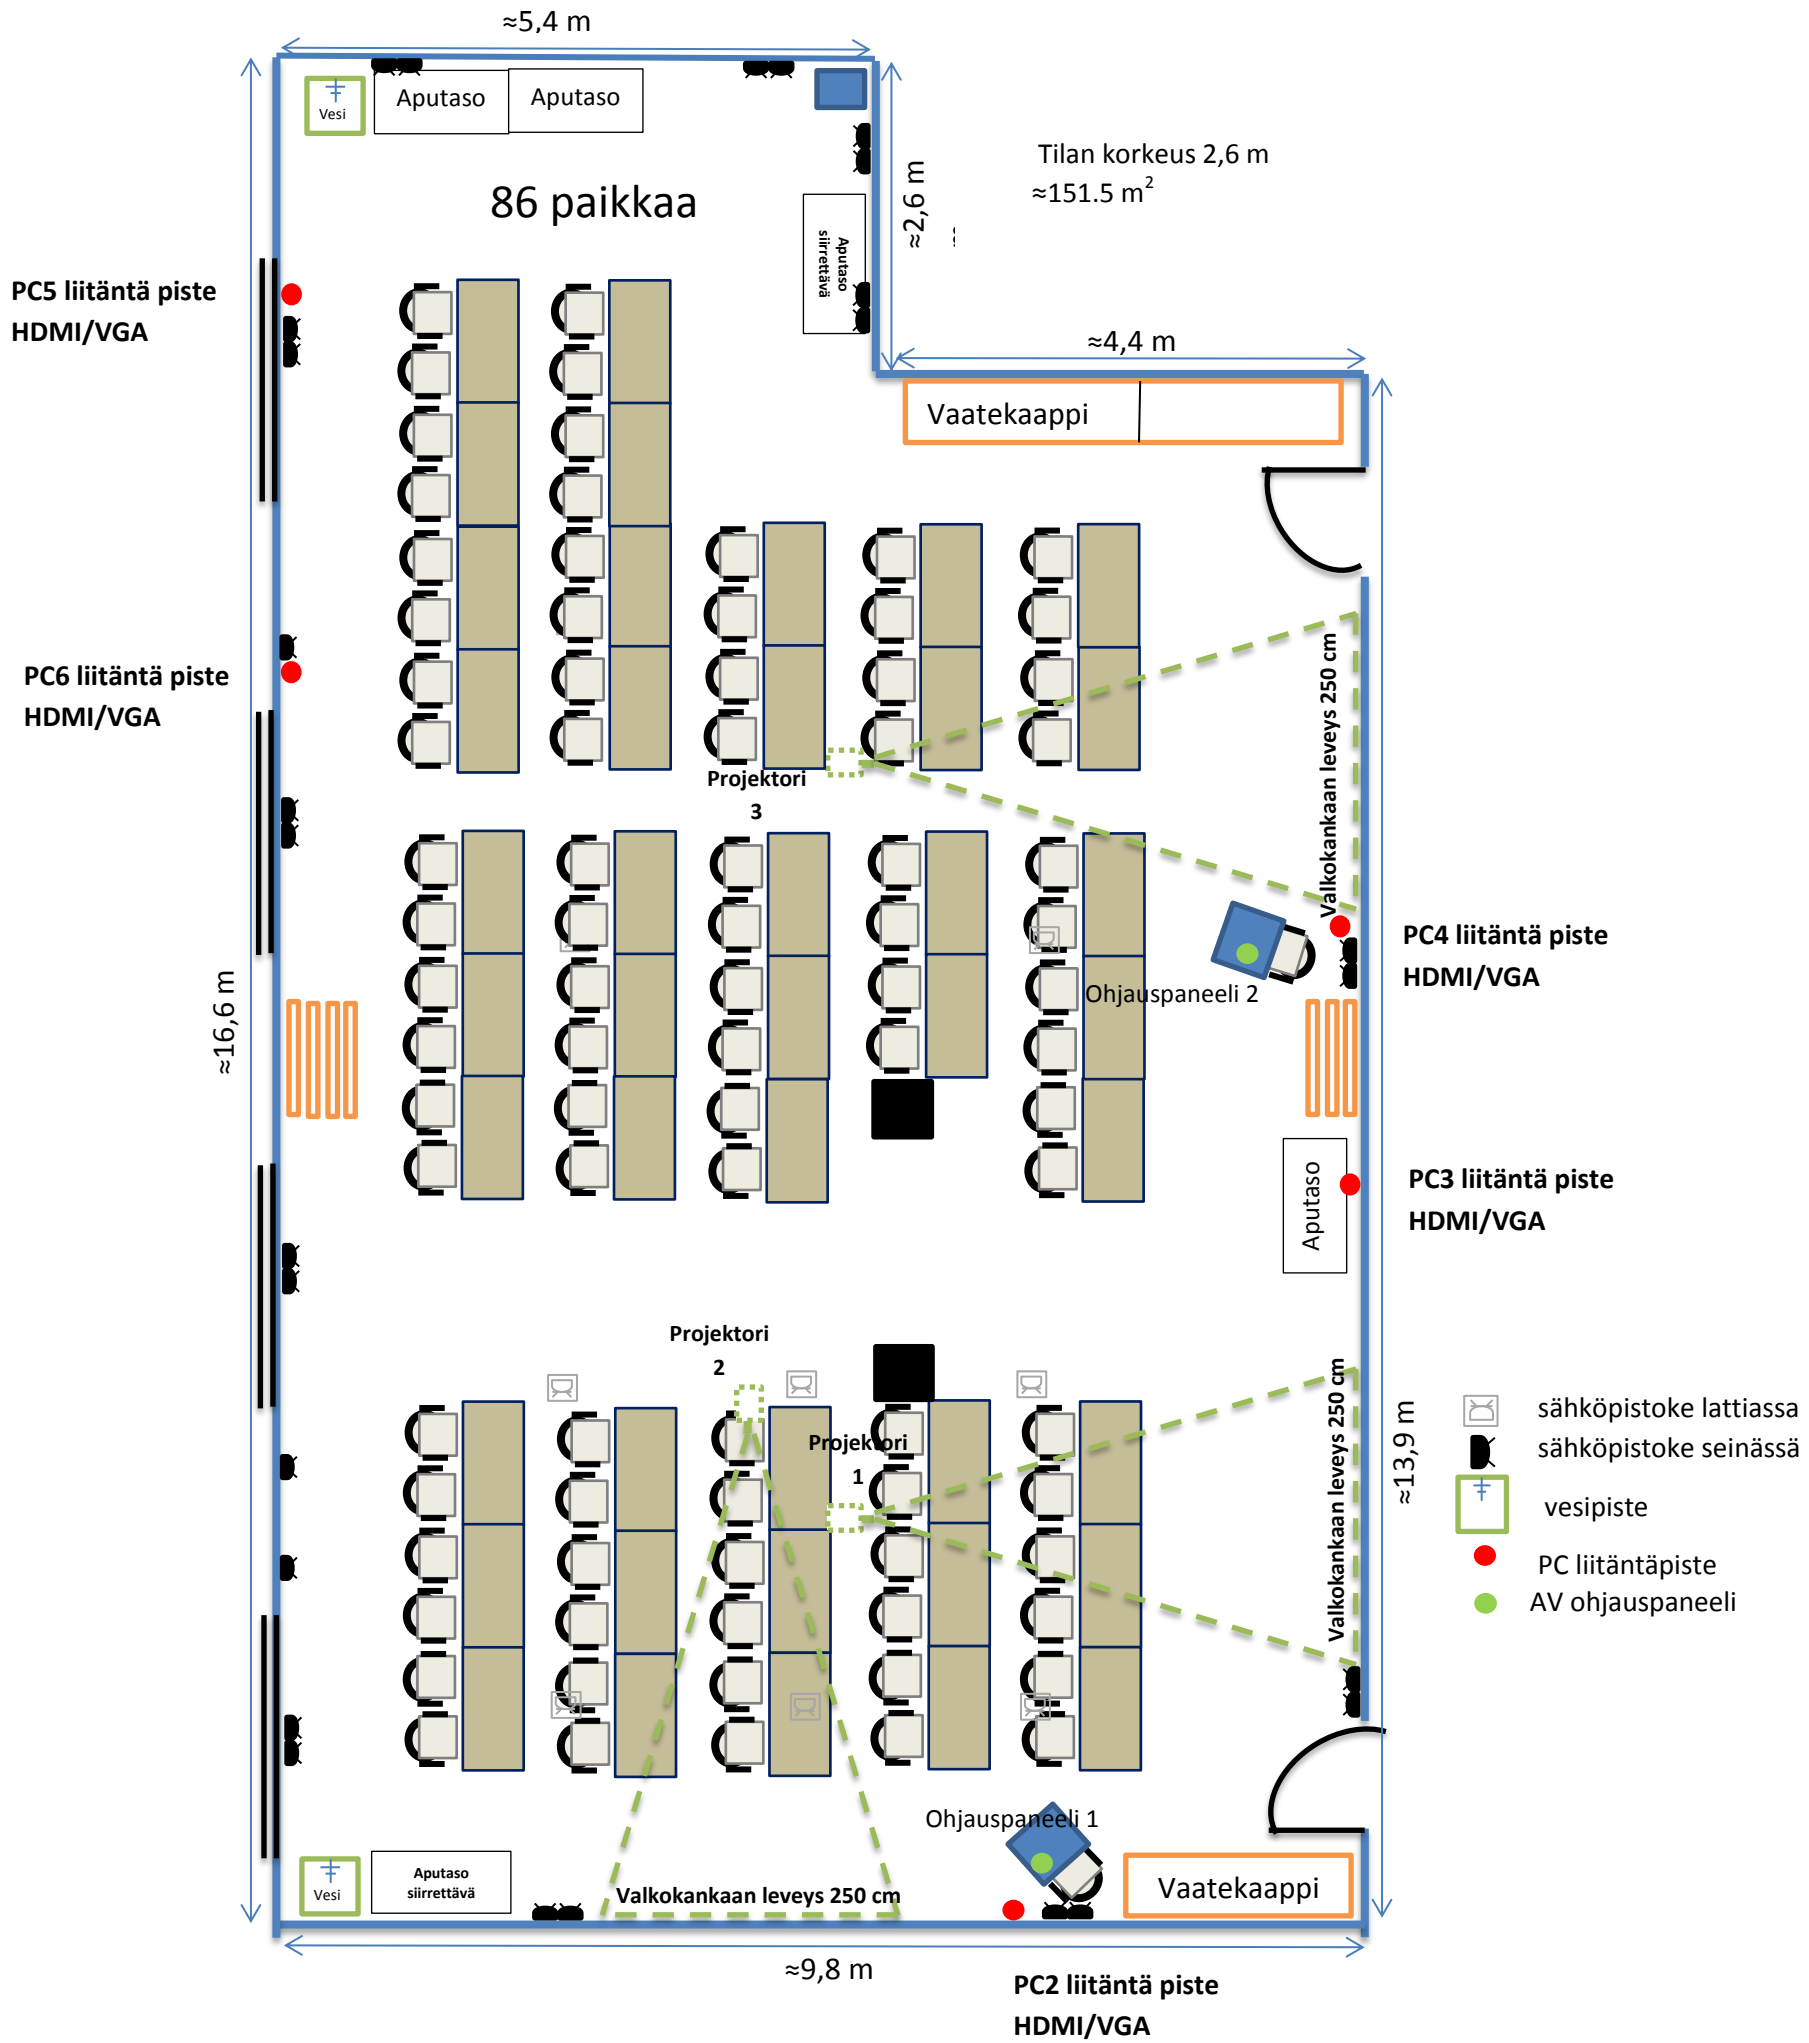 ≈5,4 m
Vesi
Aputaso
Aputaso
Tilan korkeus 2,6 m
≈151.5 m²
≈2,6 m
86 paikkaa
Aputaso
siirrettävä
PC5 liitäntä piste
HDMI/VGA
≈4,4 m
Vaatekaappi
PC6 liitäntä piste
HDMI/VGA
Valkokankaan leveys 250 cm
Projektori
3
PC4 liitäntä piste
HDMI/VGA
Ohjauspaneeli 2
≈16,6 m
Aputaso
PC3 liitäntä piste
HDMI/VGA
Projektori
2
Valkokankaan leveys 250 cm
≈13,9 m
Projektori
1
sähköpistoke lattiassa
sähköpistoke seinässä
vesipiste
PC liitäntäpiste
AV ohjauspaneeli
Ohjauspaneeli 1
Vesi
Aputaso
siirrettävä
Valkokankaan leveys 250 cm
Vaatekaappi
≈9,8 m
PC2 liitäntä piste
HDMI/VGA